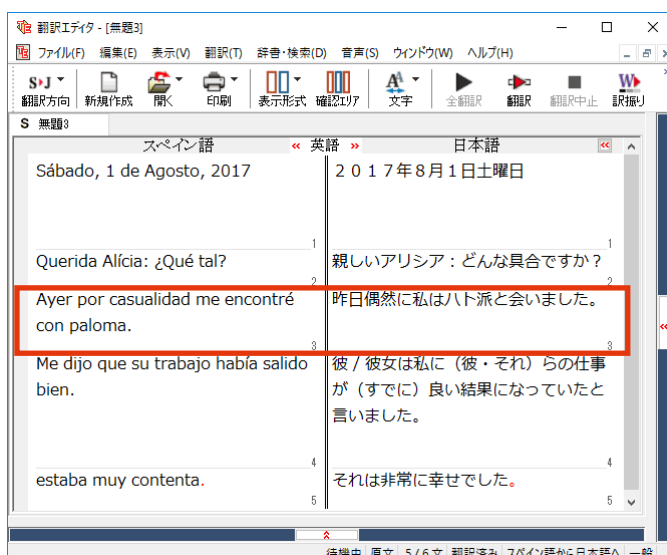 翻訳エディタ - [無題3]
ファイル(F) 編集(E) 表示(V) 翻訳(T) 辞書・検索(D) 音声(S) ウィンドウ(W) ヘルプ(H)
S›J
翻訳方向 新規作成 開く 印刷 表示形式 確認エリア 文字 全翻訳 翻訳 翻訳中止 訳振り
S 無題3
スペイン語 « 英語 » 日本語 «
Sábado, 1 de Agosto, 2017
２０１７年８月１日土曜日
1 1
Querida Alícia: ¿Qué tal?
親しいアリシア：どんな具合ですか？
2 2
Ayer por casualidad me encontré
con paloma.
昨日偶然に私はハト派と会いました。
3 3
Me dijo que su trabajo había salido
bien.
彼 / 彼女は私に（彼・それ）らの仕事
が（すでに）良い結果になっていたと
言いました。
4 4
estaba muy contenta.
それは非常に幸せでした。
5 5
待機中 原文 5 / 6 文 翻訳済み スペイン語から日本語へ 一般